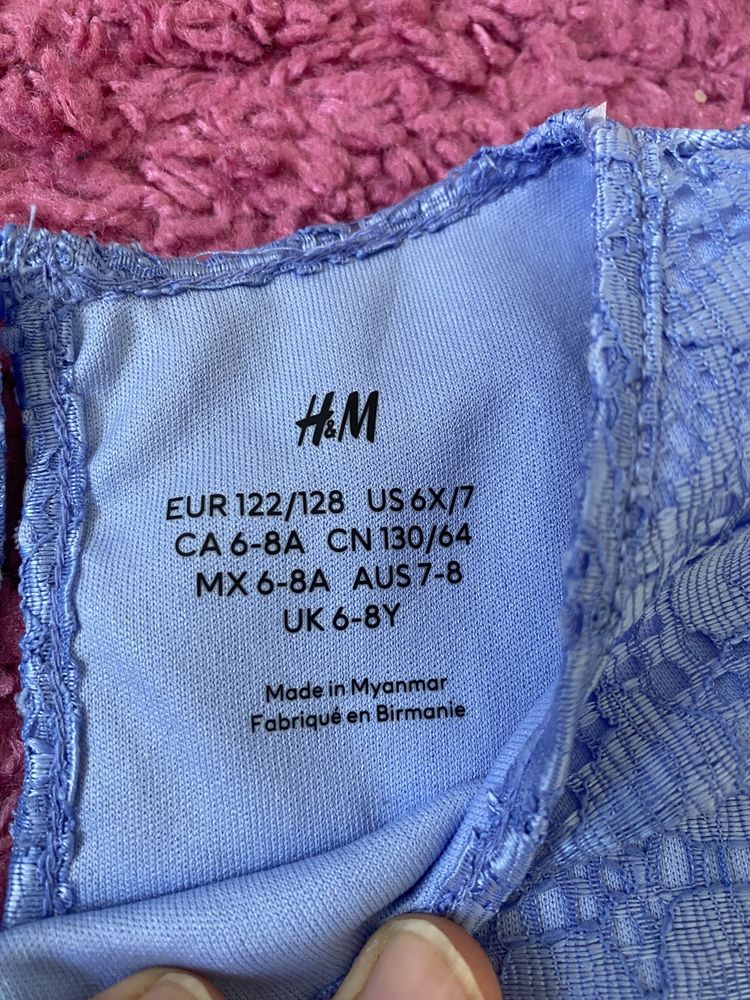 H&M
EUR 122/128 US 6X/7
CA 6-8A CN 130/64
MX 6-8A AUS 7-8
UK 6-8Y
Made in Myanmar
Fabriqué en Birmanie